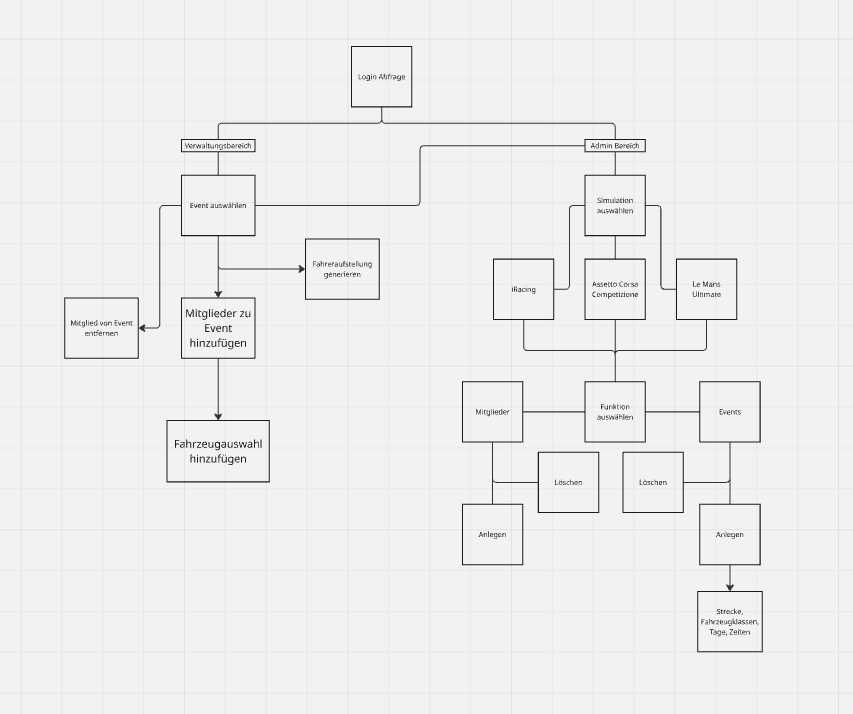 Login Abfrage
Verwaltungsbereich
Admin Bereich
Event auswählen
Simulation
auswählen
Fahreraufstellung
generieren
iRacing
Assetto Corsa
Competizione
Le Mans
Ultimate
Mitglied von Event
entfernen
Mitglieder zu
Event
hinzufügen
Mitglieder
Funktion
auswählen
Events
Fahrzeugauswahl
hinzufügen
Löschen
Löschen
Anlegen
Anlegen
Strecke,
Fahrzeugklassen,
Tage, Zeiten